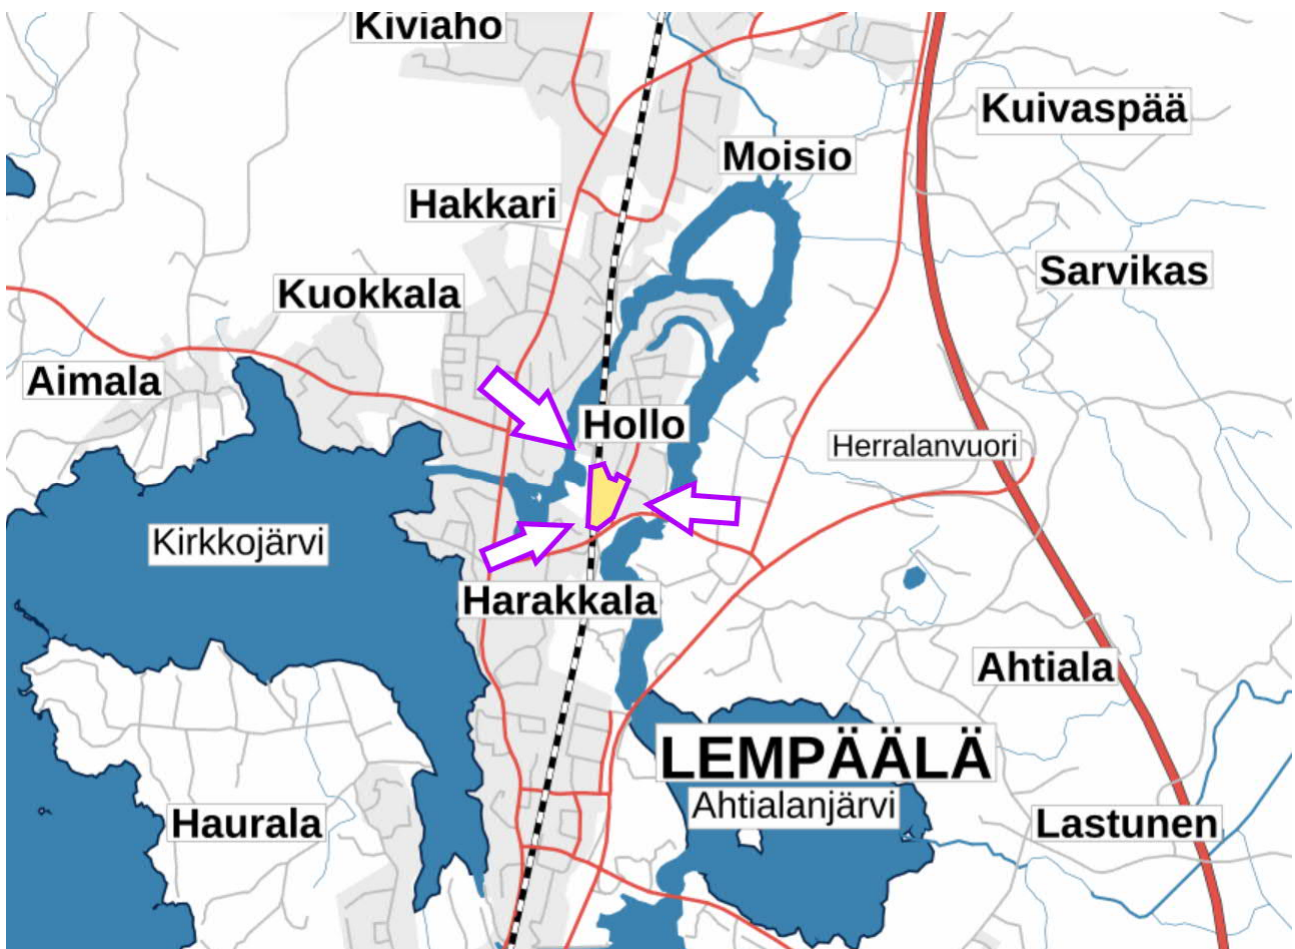 Kiviaho
Kuivaspää
Moisio
Hakkari
Sarvikas
Kuokkala
Aimala
Hollo
Herralanvuori
Kirkkojärvi
Harakkala
Ahtiala
LEMPÄÄLÄ
Ahtialanjärvi
Haurala
Lastunen